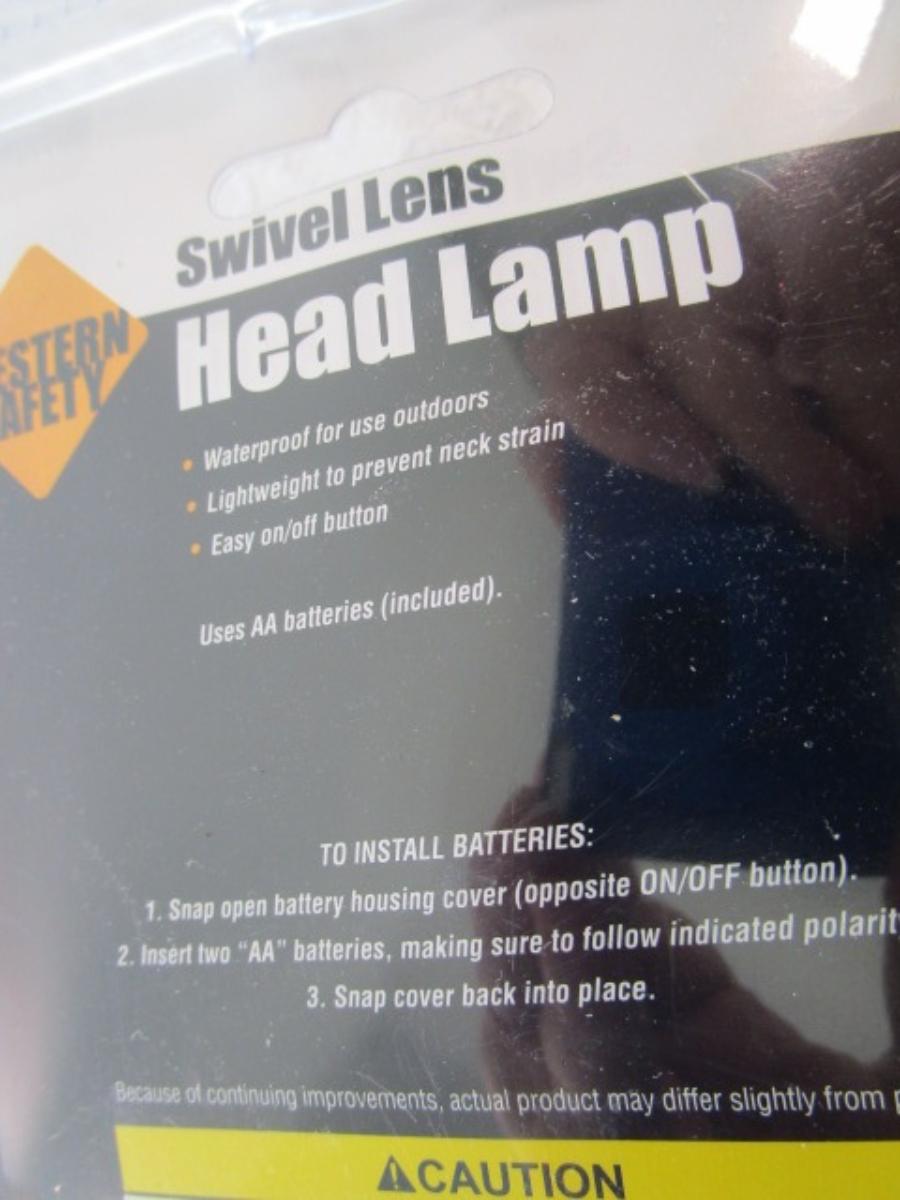 Swivel Lens
Head Lamp
ESTERN
AFETY
• Waterproof for use outdoors
• Lightweight to prevent neck strain
• Easy on/off button
Uses AA batteries (included).
TO INSTALL BATTERIES:
1. Snap open battery housing cover (opposite ON/OFF button).
2. Insert two “AA” batteries, making sure to follow indicated polarit
3. Snap cover back into place.
Because of continuing improvements, actual product may differ slightly from p
⚠CAUTION